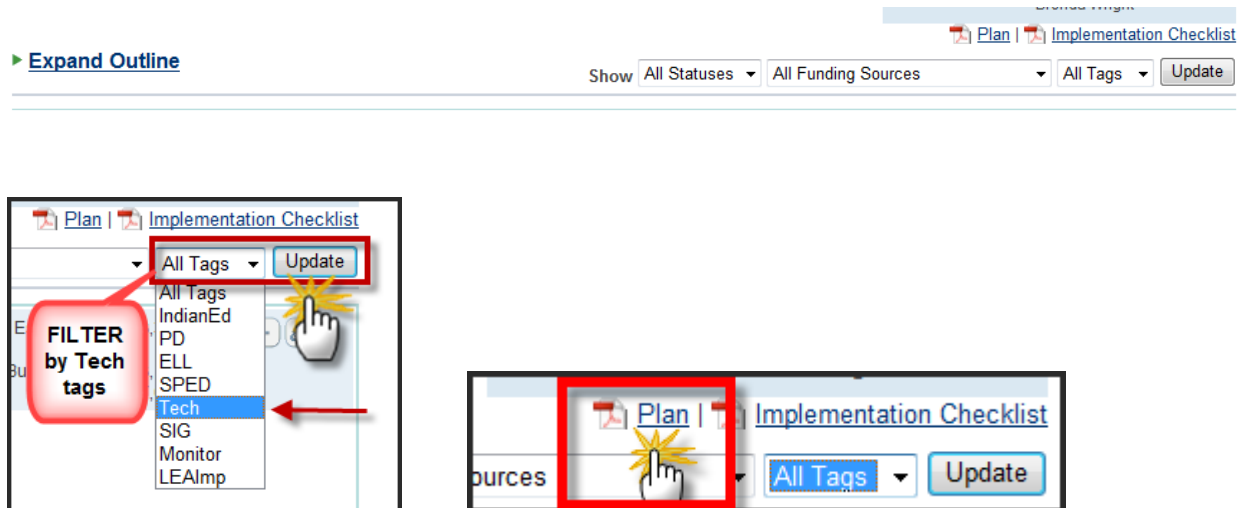 Plan | Implementation Checklist
Expand Outline
Show All Statuses All Funding Sources All Tags Update
Plan | Implementation Checklist
All Tags Update
All Tags
IndianEd
PD
ELL
SPED
Tech
SIG
Monitor
LEAImp
FILTER
by Tech
tags
Plan | Implementation Checklist
ources All Tags Update